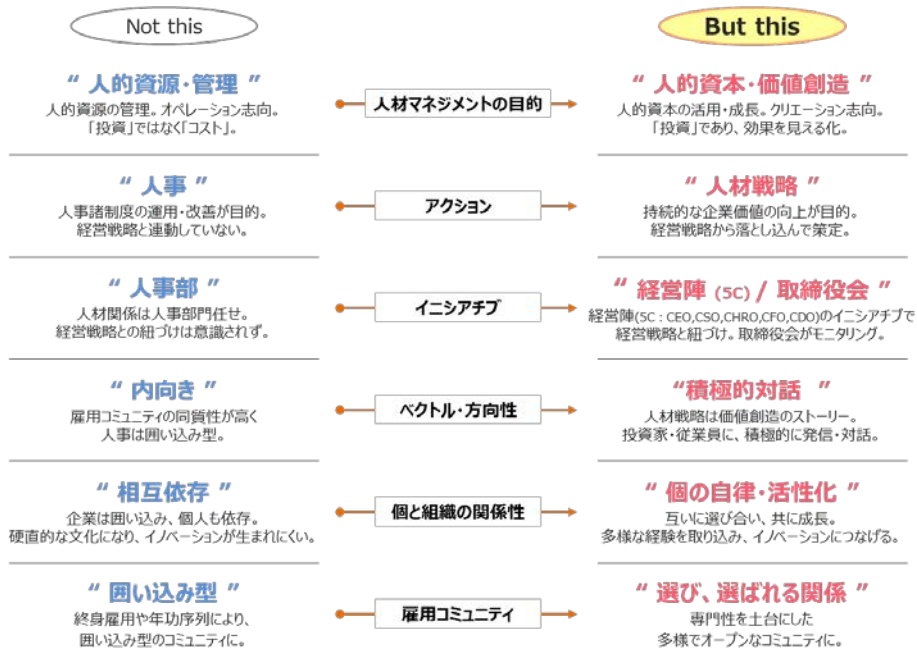 Not this
But this
“ 人的資源・管理 ”
人的資源の管理。オペレーション志向。
「投資」ではなく「コスト」。
人材マネジメントの目的
“ 人的資本・価値創造 ”
人的資本の活用・成長。クリエーション志向。
「投資」であり、効果を見える化。
“ 人事 ”
人事諸制度の運用・改善が目的。
経営戦略と連動していない。
アクション
“ 人材戦略 ”
持続的な企業価値の向上が目的。
経営戦略から落とし込んで策定。
“ 人事部 ”
人材関係は人事部門任せ。
経営戦略との紐づけは意識されず。
イニシアチブ
“ 経営陣 (5C) / 取締役会 ”
経営陣(5C : CEO,CSO,CHRO,CFO,CDO)のイニシアチブで
経営戦略と紐づけ。取締役会がモニタリング。
“ 内向き ”
雇用コミュニティの同質性が高く
人事は囲い込み型。
ベクトル・方向性
“積極的対話 ”
人材戦略は価値創造のストーリー。
投資家・従業員に、積極的に発信・対話。
“ 相互依存 ”
企業は囲い込み、個人も依存。
硬直的な文化になり、イノベーションが生まれにくい。
個と組織の関係性
“ 個の自律・活性化 ”
互いに選び合い、共に成長。
多様な経験を取り込み、イノベーションにつなげる。
“ 囲い込み型 ”
終身雇用や年功序列により、
囲い込み型のコミュニティに。
雇用コミュニティ
“ 選び、選ばれる関係 ”
専門性を土台にした
多様でオープンなコミュニティに。